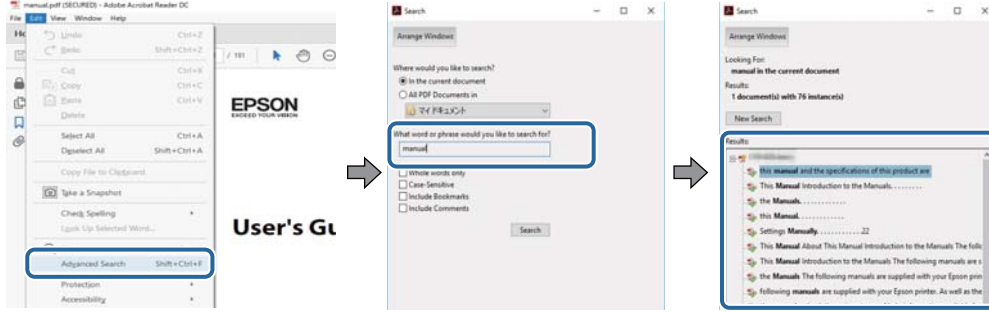 manual.pdf (SECURED) - Adobe Acrobat Reader DC
File Edit View Window Help
Undo Ctrl+Z
Redo Shift+Ctrl+Z
Cut Ctrl+X
Copy Ctrl+C
Paste Ctrl+V
Delete
Select All Ctrl+A
Deselect All Shift+Ctrl+A
Copy File to Clipboard
Take a Snapshot
Check Spelling
Look Up Selected Word...
Advanced Search Shift+Ctrl+F
Protection
Accessibility
/ 181
EPSON
EXCEED YOUR VISION
User's Gu
Search
Arrange Windows
Where would you like to search?
In the current document
All PDF Documents in
マイ ドキュメント
What word or phrase would you like to search for?
manual
Whole words only
Case-Sensitive
Include Bookmarks
Include Comments
Search
Search
Arrange Windows
Looking For:
manual in the current document
Results:
1 document(s) with 76 instance(s)
New Search
Results:
this manual and the specifications of this product are
This Manual Introduction to the Manuals. . . . . . . .
the Manuals. . . . . . . . . . . .
this Manual. . . . . . . . . . . .
Settings Manually. . . . . . . . . . . . 22
This Manual About This Manual Introduction to the Manuals The follo
This Manual Introduction to the Manuals The following manuals are s
the Manuals The following manuals are supplied with your Epson prin
following manuals are supplied with your Epson printer. As well as the